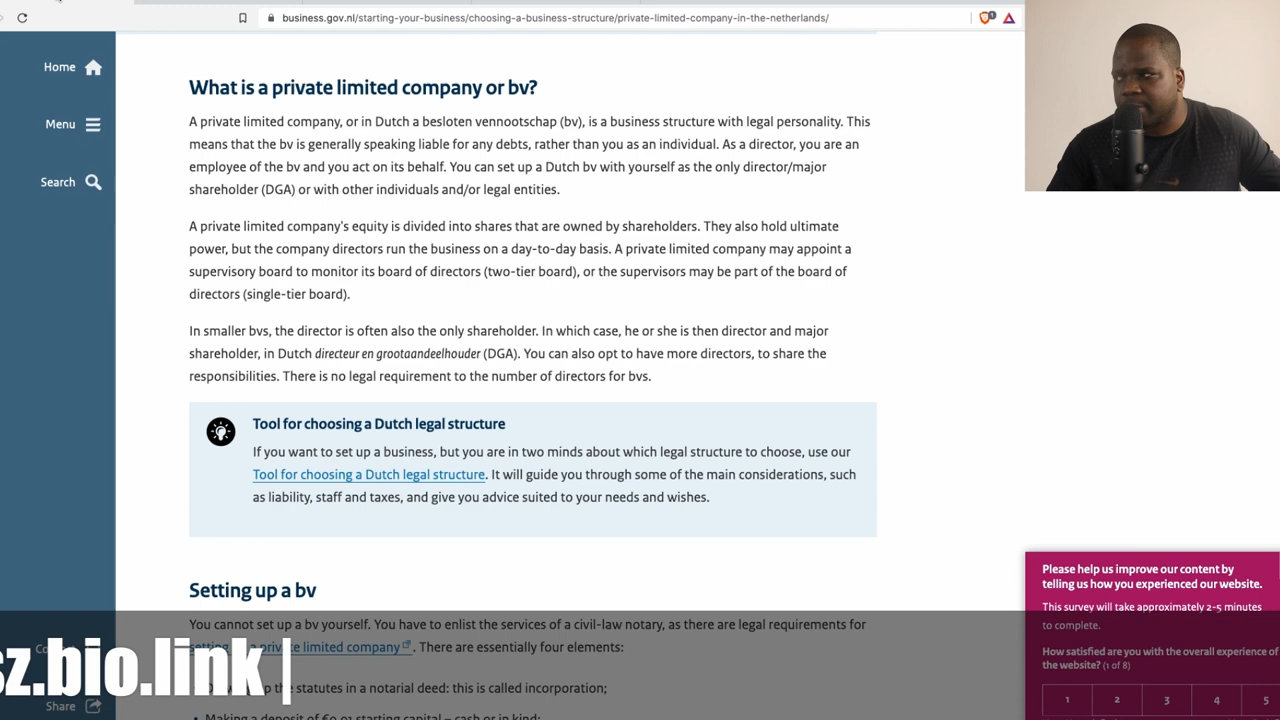 business.gov.nl/starting-your-business/choosing-a-business-structure/private-limited-company-in-the-netherlands/
1
Home
Menu
Search
What is a private limited company or bv?
A private limited company, or in Dutch a besloten vennootschap (bv), is a business structure with legal personality. This
means that the bv is generally speaking liable for any debts, rather than you as an individual. As a director, you are an
employee of the bv and you act on its behalf. You can set up a Dutch bv with yourself as the only director/major
shareholder (DGA) or with other individuals and/or legal entities.
A private limited company's equity is divided into shares that are owned by shareholders. They also hold ultimate
power, but the company directors run the business on a day-to-day basis. A private limited company may appoint a
supervisory board to monitor its board of directors (two-tier board), or the supervisors may be part of the board of
directors (single-tier board).
In smaller bvs, the director is often also the only shareholder. In which case, he or she is then director and major
shareholder, in Dutch directeur en grootaandeelhouder (DGA). You can also opt to have more directors, to share the
responsibilities. There is no legal requirement to the number of directors for bvs.
Tool for choosing a Dutch legal structure
If you want to set up a business, but you are in two minds about which legal structure to choose, use our
Tool for choosing a Dutch legal structure. It will guide you through some of the main considerations, such
as liability, staff and taxes, and give you advice suited to your needs and wishes.
Setting up a bv
You cannot set up a bv yourself. You have to enlist the services of a civil-law notary, as there are legal requirements for
private limited company. There are essentially four elements:
the statutes in a notarial deed: this is called incorporation;
Making a deposit of €0.01 starting capital – cash or in kind;
Please help us improve our content by
telling us how you experienced our website.
This survey will take approximately 2-5 minutes
to complete.
How satisfied are you with the overall experience of
the website? (1 of 8)
1 2 3 4 5
sz.bio.link |
Share